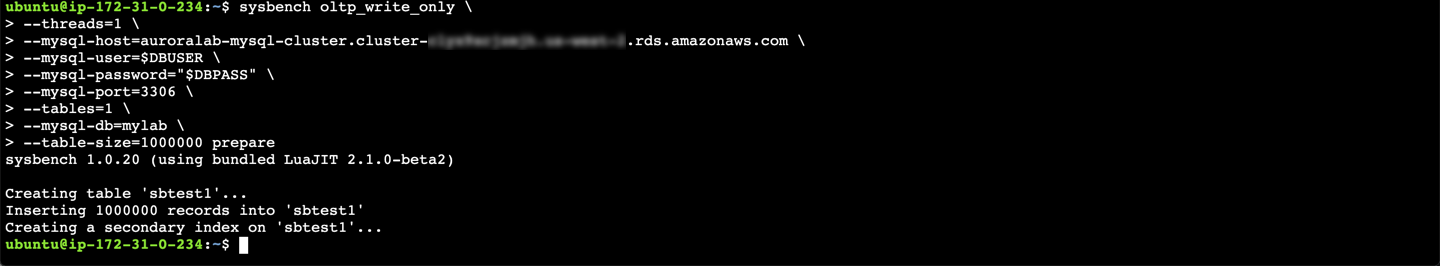 ubuntu@ip-172-31-0-234:~$ sysbench oltp_write_only \
> --threads=1 \
> --mysql-host=auroralab-mysql-cluster.cluster- .rds.amazonaws.com \
> --mysql-user=$DBUSER \
> --mysql-password="$DBPASS" \
> --mysql-port=3306 \
> --tables=1 \
> --mysql-db=mylab \
> --table-size=1000000 prepare
sysbench 1.0.20 (using bundled LuaJIT 2.1.0-beta2)
Creating table 'sbtest1'...
Inserting 1000000 records into 'sbtest1'
Creating a secondary index on 'sbtest1'...
ubuntu@ip-172-31-0-234:~$